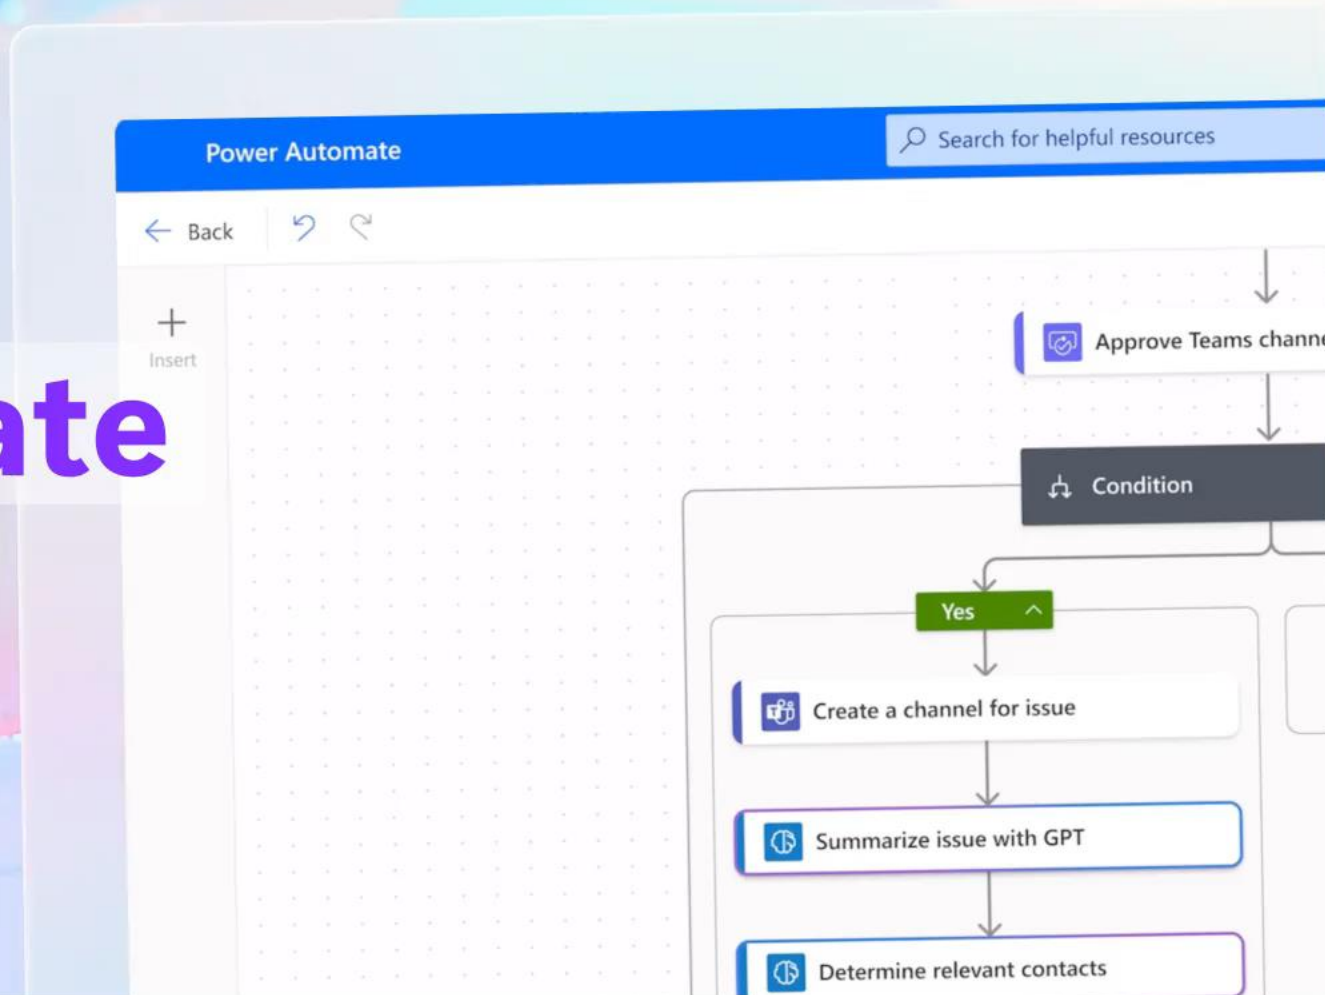 Power Automate
Search for helpful resources
Back
Insert
ate
Approve Teams
Condition
Yes
Create a channel for issue
Summarize issue with GPT
Determine relevant contacts